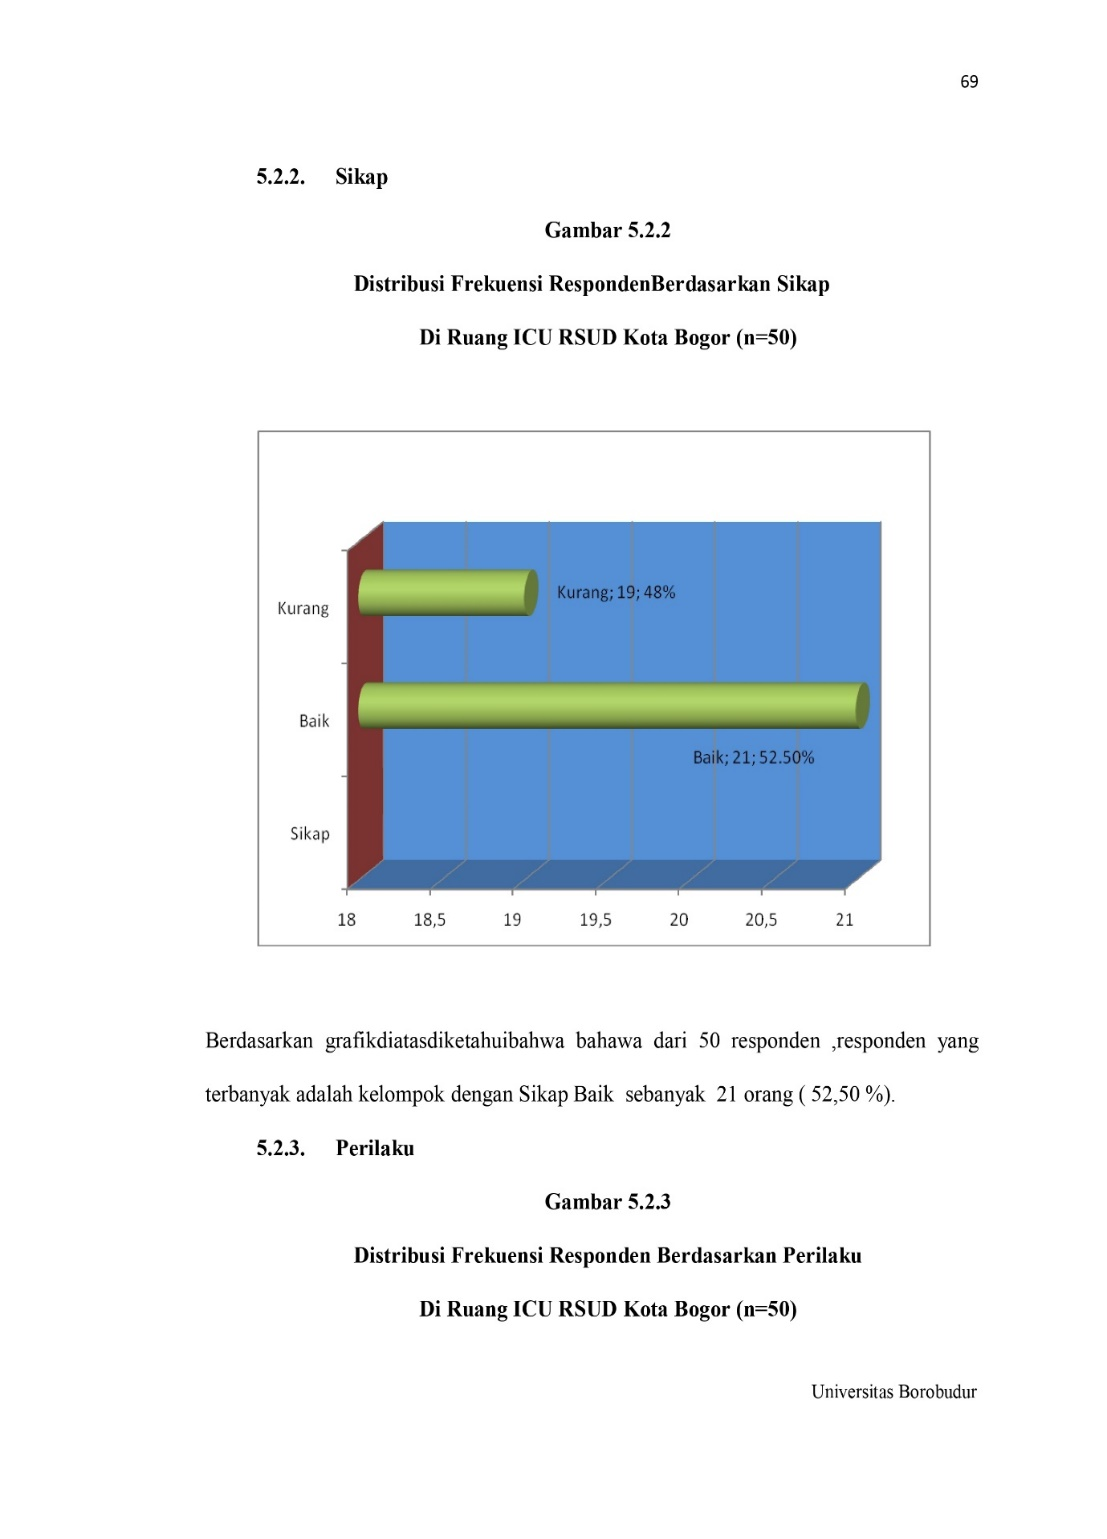 69
5.2.2. Sikap
Gambar 5.2.2
Distribusi Frekuensi RespondenBerdasarkan Sikap
Di Ruang ICU RSUD Kota Bogor (n=50)
Kurang
Kurang; 19; 48%
Baik
Baik; 21; 52.50%
Sikap
18 18,5 19 19,5 20 20,5 21
Berdasarkan grafikdiatasdiketahuibahwa bahawa dari 50 responden ,responden yang
terbanyak adalah kelompok dengan Sikap Baik sebanyak 21 orang ( 52,50 %).
5.2.3. Perilaku
Gambar 5.2.3
Distribusi Frekuensi Responden Berdasarkan Perilaku
Di Ruang ICU RSUD Kota Bogor (n=50)
Universitas Borobudur